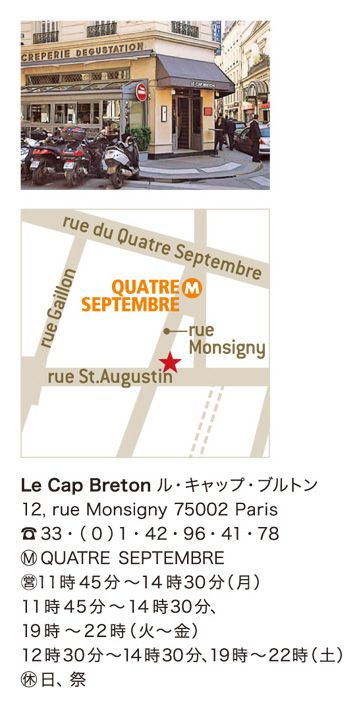 CREPERIE DEGUSTATION
LE CAP BRETON
rue du Quatre Septembre
rue Gaillon
QUATRE Ⓜ
SEPTEMBRE
rue
Monsigny
rue St.Augustin
Le Cap Breton ル・キャップ・ブルトン
12, rue Monsigny 75002 Paris
☎33・(0)1・42・96・41・78
ⓂQUATRE SEPTEMBRE
㊡11時45分〜14時30分(月)
11時45分〜14時30分、
19時〜22時(火〜金)
12時30分〜14時30分、19時〜22時(土)
㊡日、祭